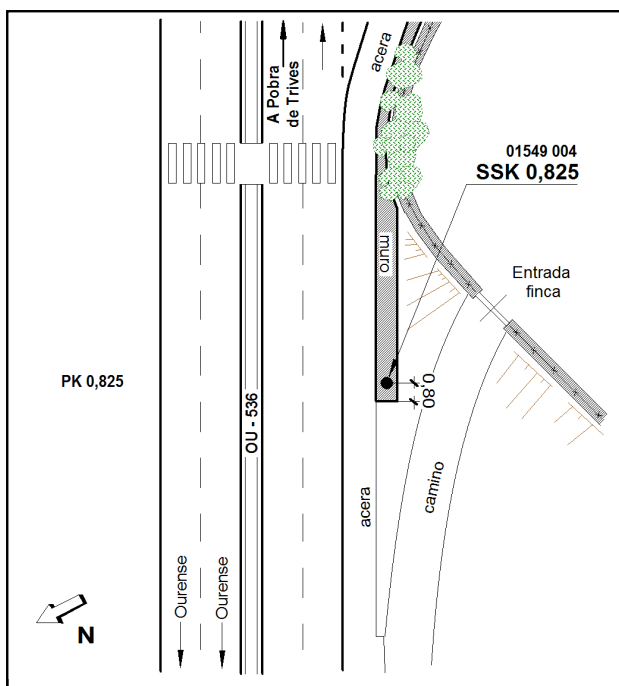 A Pobra
de Trives
acera
01549 004
SSK 0,825
muro
Entrada
finca
PK 0,825
0,80
OU - 536
acera
camino
Ourense
Ourense
N